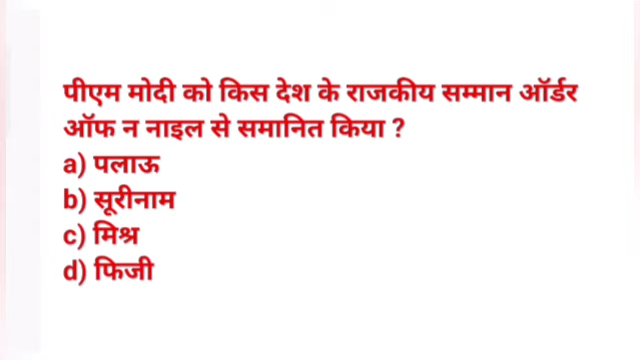 पीएम मोदी को किस देश के राजकीय सम्मान ऑर्डर
ऑफ न नाइल से समानित किया ?
a) पलाऊ
b) सूरीनाम
c) मिश्र
d) फिजी